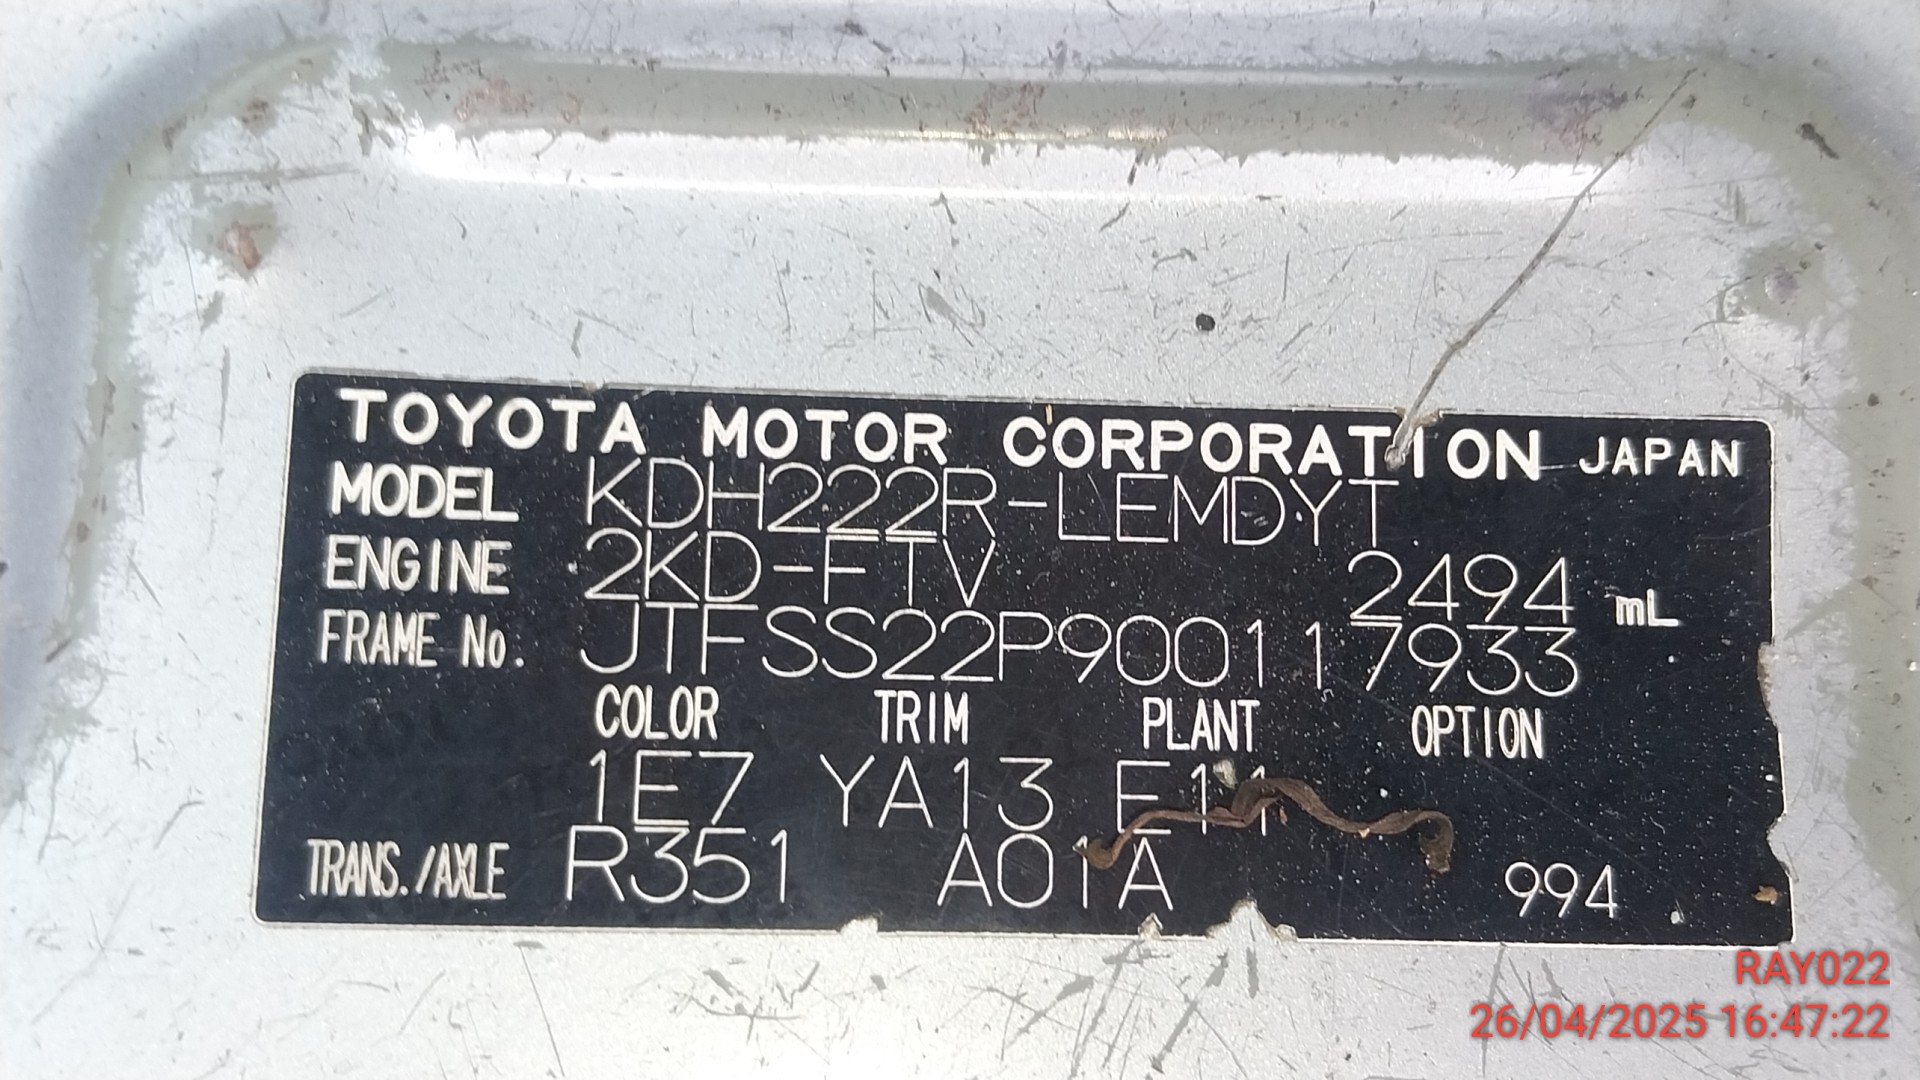 TOYOTA MOTOR CORPORATION JAPAN
MODEL KDH222R-LEMDYT
ENGINE 2KD-FTV 2494 mL
FRAME No. JTFSS22P900117933
COLOR TRIM PLANT OPTION
1E7 YA13 E11
TRANS./AXLE R351 A01A 994
RAY022
26/04/2025 16:47:22